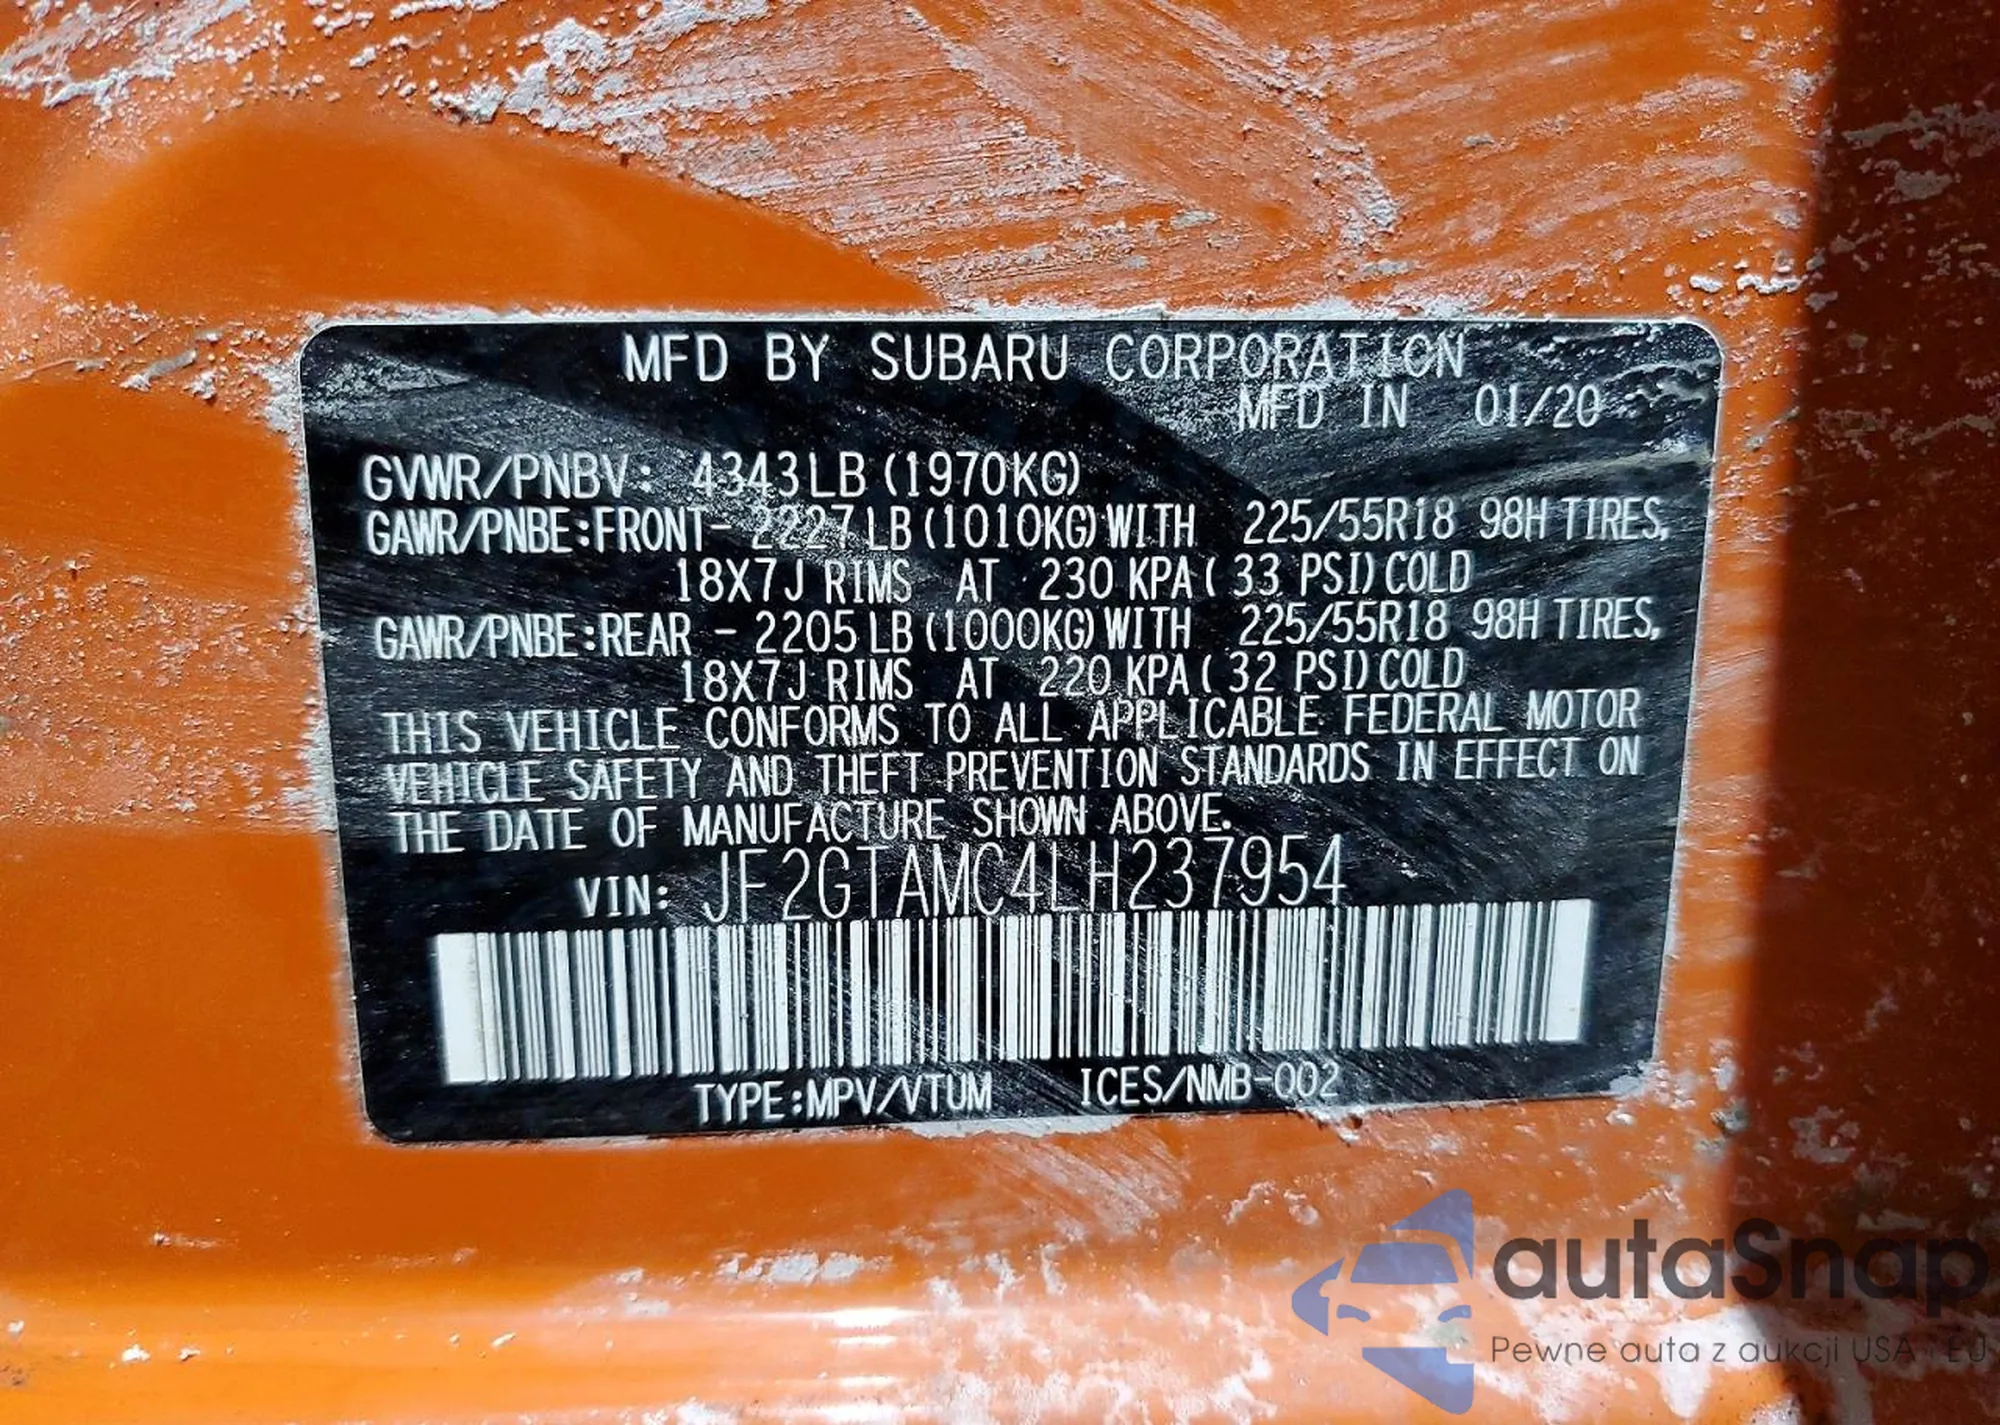 MFD BY SUBARU CORPORATION
MFD IN 01/20
GVWR/PNBV: 4343LB (1970KG)
GAWR/PNBE:FRONT- 2227LB (1010KG) WITH 225/55R18 98H TIRES,
18X7J RIMS AT 230 KPA( 33 PSI) COLD
GAWR/PNBE:REAR - 2205LB (1000KG) WITH 225/55R18 98H TIRES,
18X7J RIMS AT 220 KPA( 32 PSI) COLD
THIS VEHICLE CONFORMS TO ALL APPLICABLE FEDERAL MOTOR
VEHICLE SAFETY AND THEFT PREVENTION STANDARDS IN EFFECT ON
THE DATE OF MANUFACTURE SHOWN ABOVE.
VIN: JF2GTAMC4LH237954
TYPE:MPV/VTUM ICES/NMB-002
autaSnap
Pewne auta z aukcji USA i EU